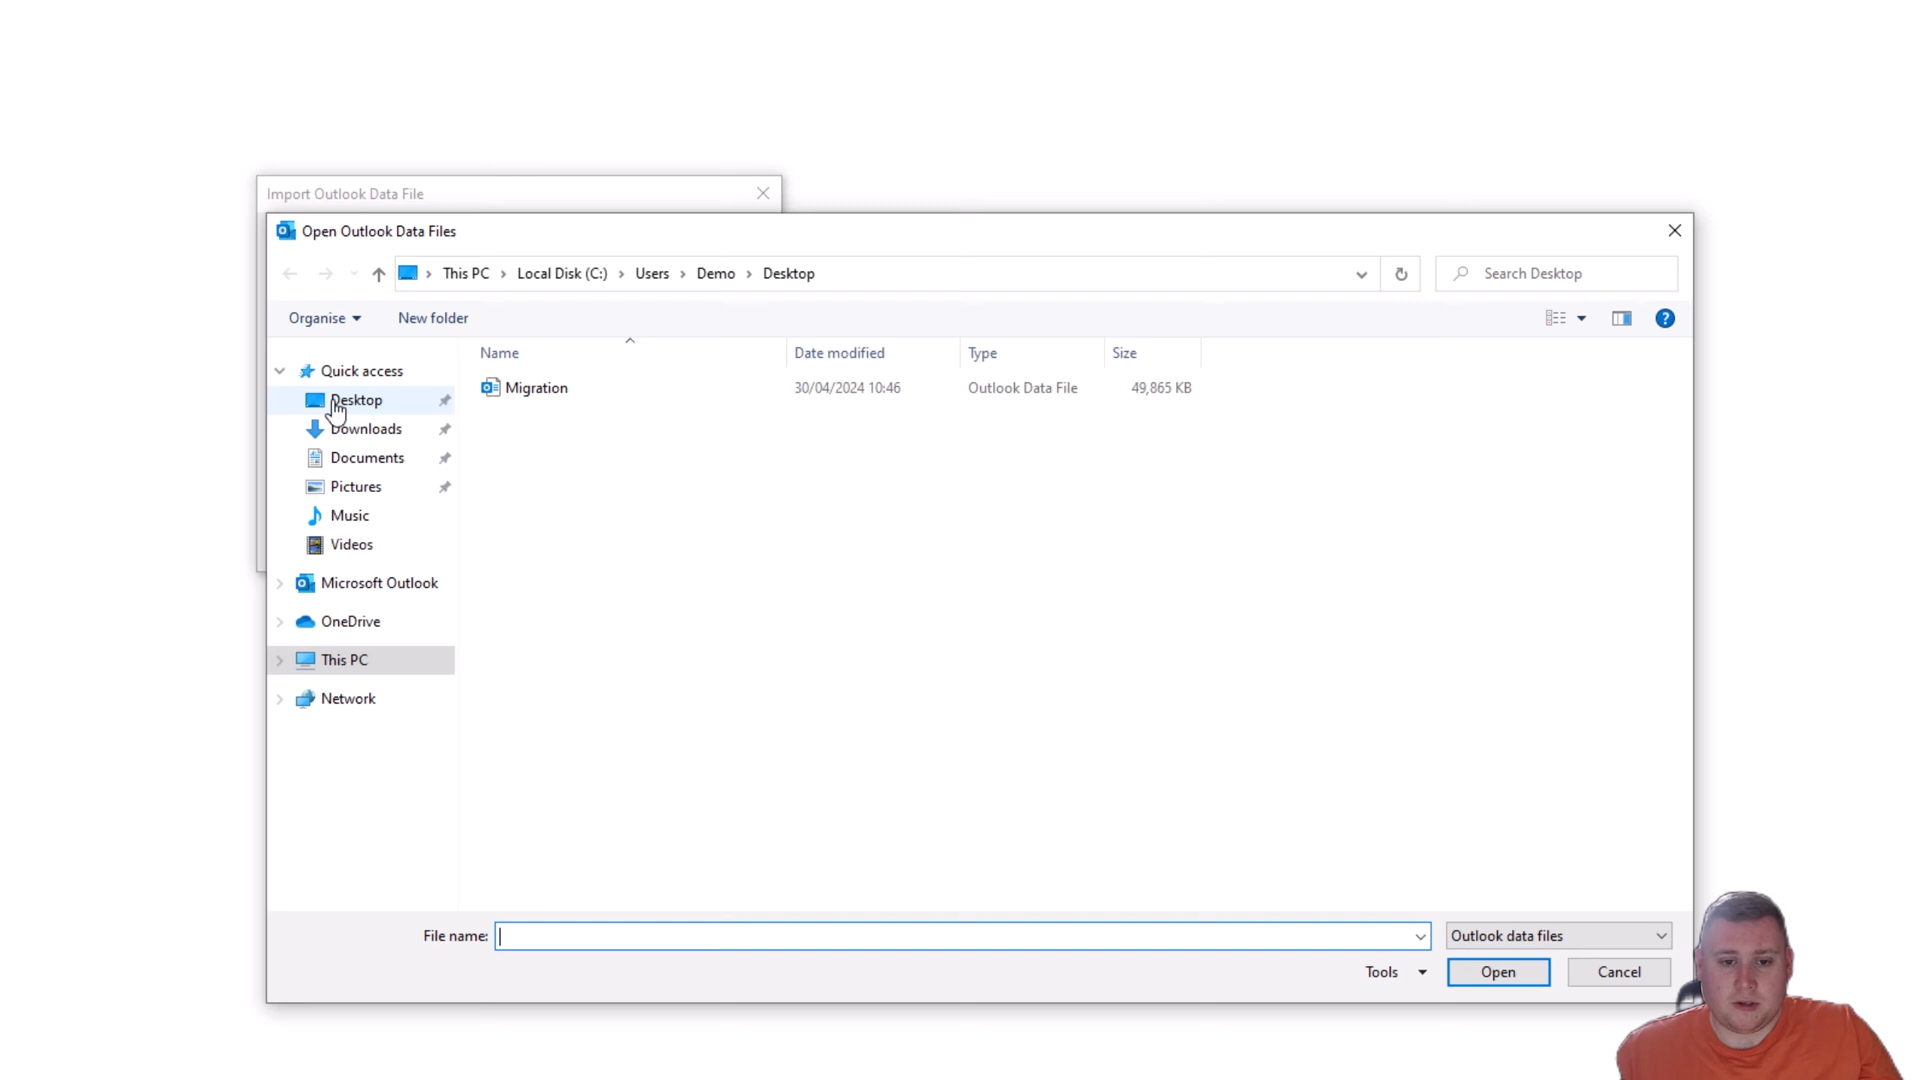 Import Outlook Data File
Open Outlook Data Files
This PC > Local Disk (C:) > Users > Demo > Desktop
Search Desktop
Organise
New folder
Name
Date modified
Type
Size
Migration
30/04/2024 10:46
Outlook Data File
49,865 KB
Quick access
Desktop
Downloads
Documents
Pictures
Music
Videos
Microsoft Outlook
OneDrive
This PC
Network
File name:
Outlook data files
Tools
Open
Cancel